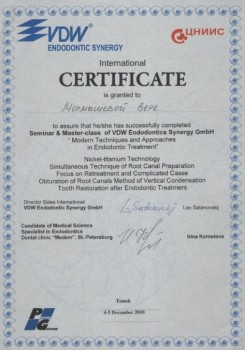 VDW®
ENDODONTIC SYNERGY
ЦНИИС
International
CERTIFICATE
is granted to
Мормышевой Вере
to assure that he/she has successfully completed
Seminar & Master-class of VDW Endodontics Synergy GmbH
" Modern Techniques and Approaches
in Endodontic Treatment"
Nickel-titanium Technology
Simultaneous Technique of Root Canal Preparation
Focus on Retreatment and Complicated Cases
Obturation of Root Canals Method of Vertical Condensation
Tooth Restoration after Endodontic Treatment
Director Sales International
VDW Endodontic Synergy GmbH
Leo Salanovskij
Candidate of Medical Science
Specialist in Endodontics
Dental clinic "Medem", St.-Petersburg
Irina Kornetova
Tomsk
4-5 December 2010